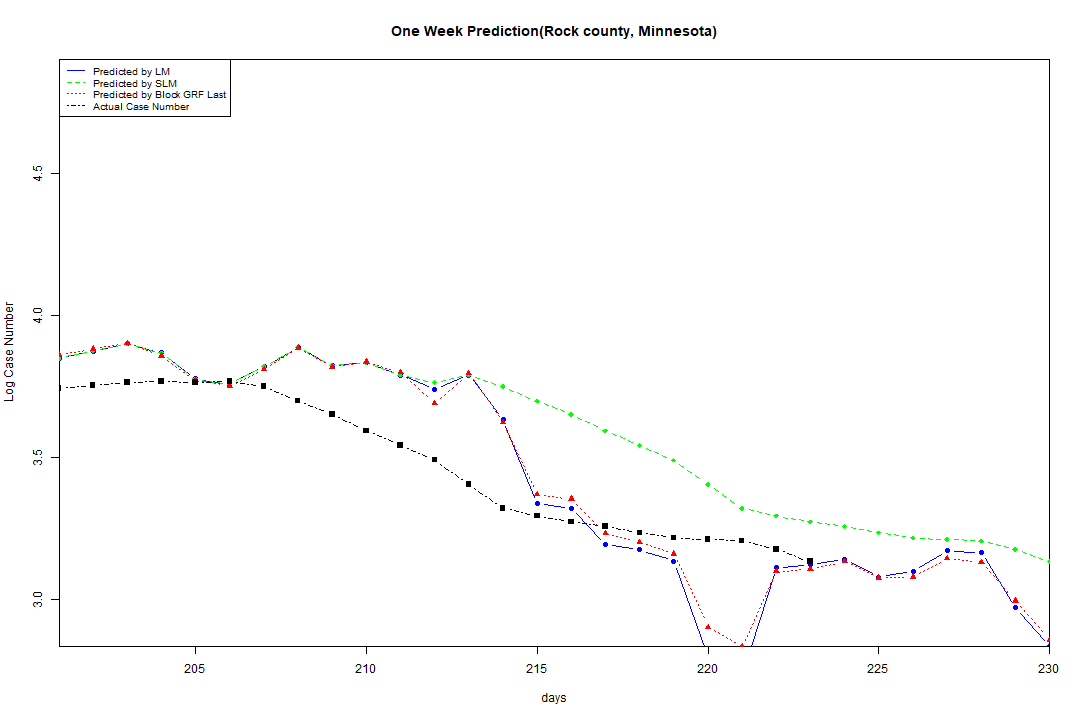 One Week Prediction(Rock county, Minnesota)
Predicted by LM
Predicted by SLM
Predicted by Block GRF Last
Actual Case Number
4.5
4.0
3.5
3.0
Log Case Number
205 210 215 220 225 230
days